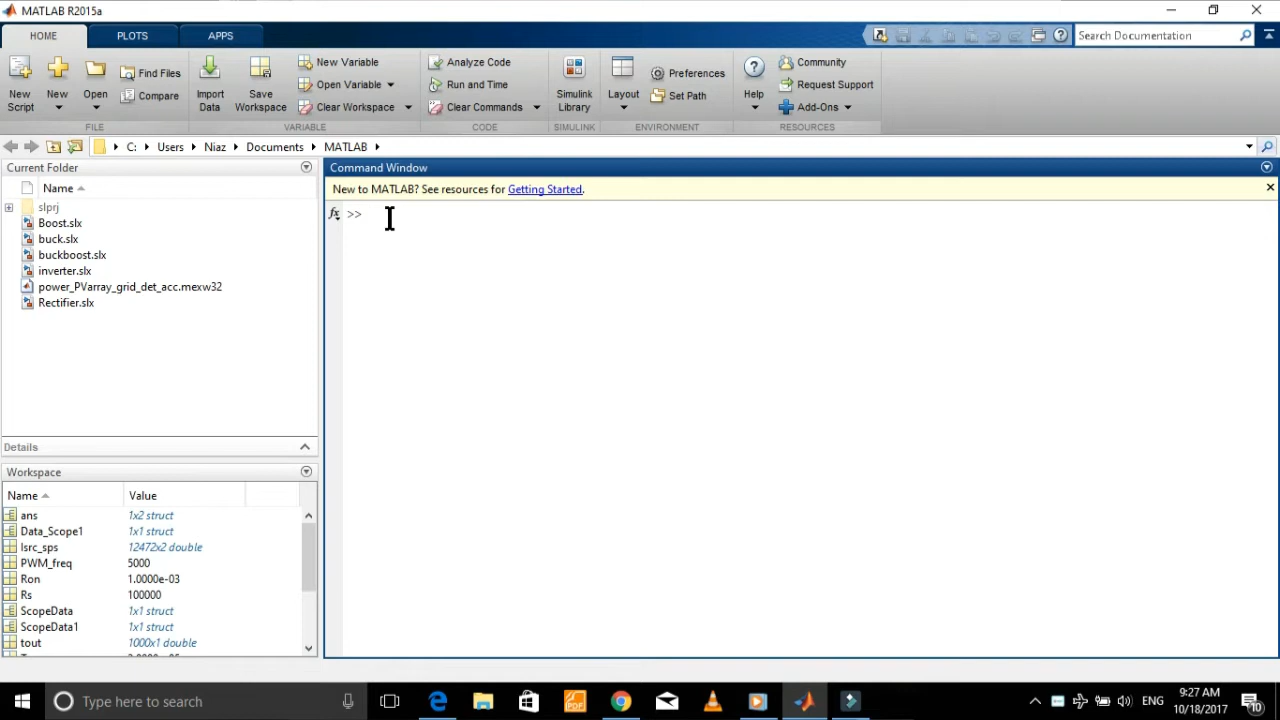 MATLAB R2015a
HOME
PLOTS
APPS
Search Documentation
New Script
New
Open
Find Files
Compare
Import Data
Save Workspace
New Variable
Open Variable
Clear Workspace
Analyze Code
Run and Time
Clear Commands
Simulink Library
Layout
Preferences
Set Path
Help
Community
Request Support
Add-Ons
FILE
VARIABLE
CODE
SIMULINK
ENVIRONMENT
RESOURCES
C: Users Niaz Documents MATLAB
Current Folder
Name
slprj
Boost.slx
buck.slx
buckboost.slx
inverter.slx
power_PVarray_grid_det_acc.mexw32
Rectifier.slx
Details
Workspace
Name Value
ans 1x2 struct
Data_Scope1 1x1 struct
Isrc_sps 12472x2 double
PWM_freq 5000
Ron 1.0000e-03
Rs 100000
ScopeData 1x1 struct
ScopeData1 1x1 struct
tout 1000x1 double
Command Window
New to MATLAB? See resources for Getting Started.
fx >>
Type here to search
PDF
ENG
9:27 AM
10/18/2017
10